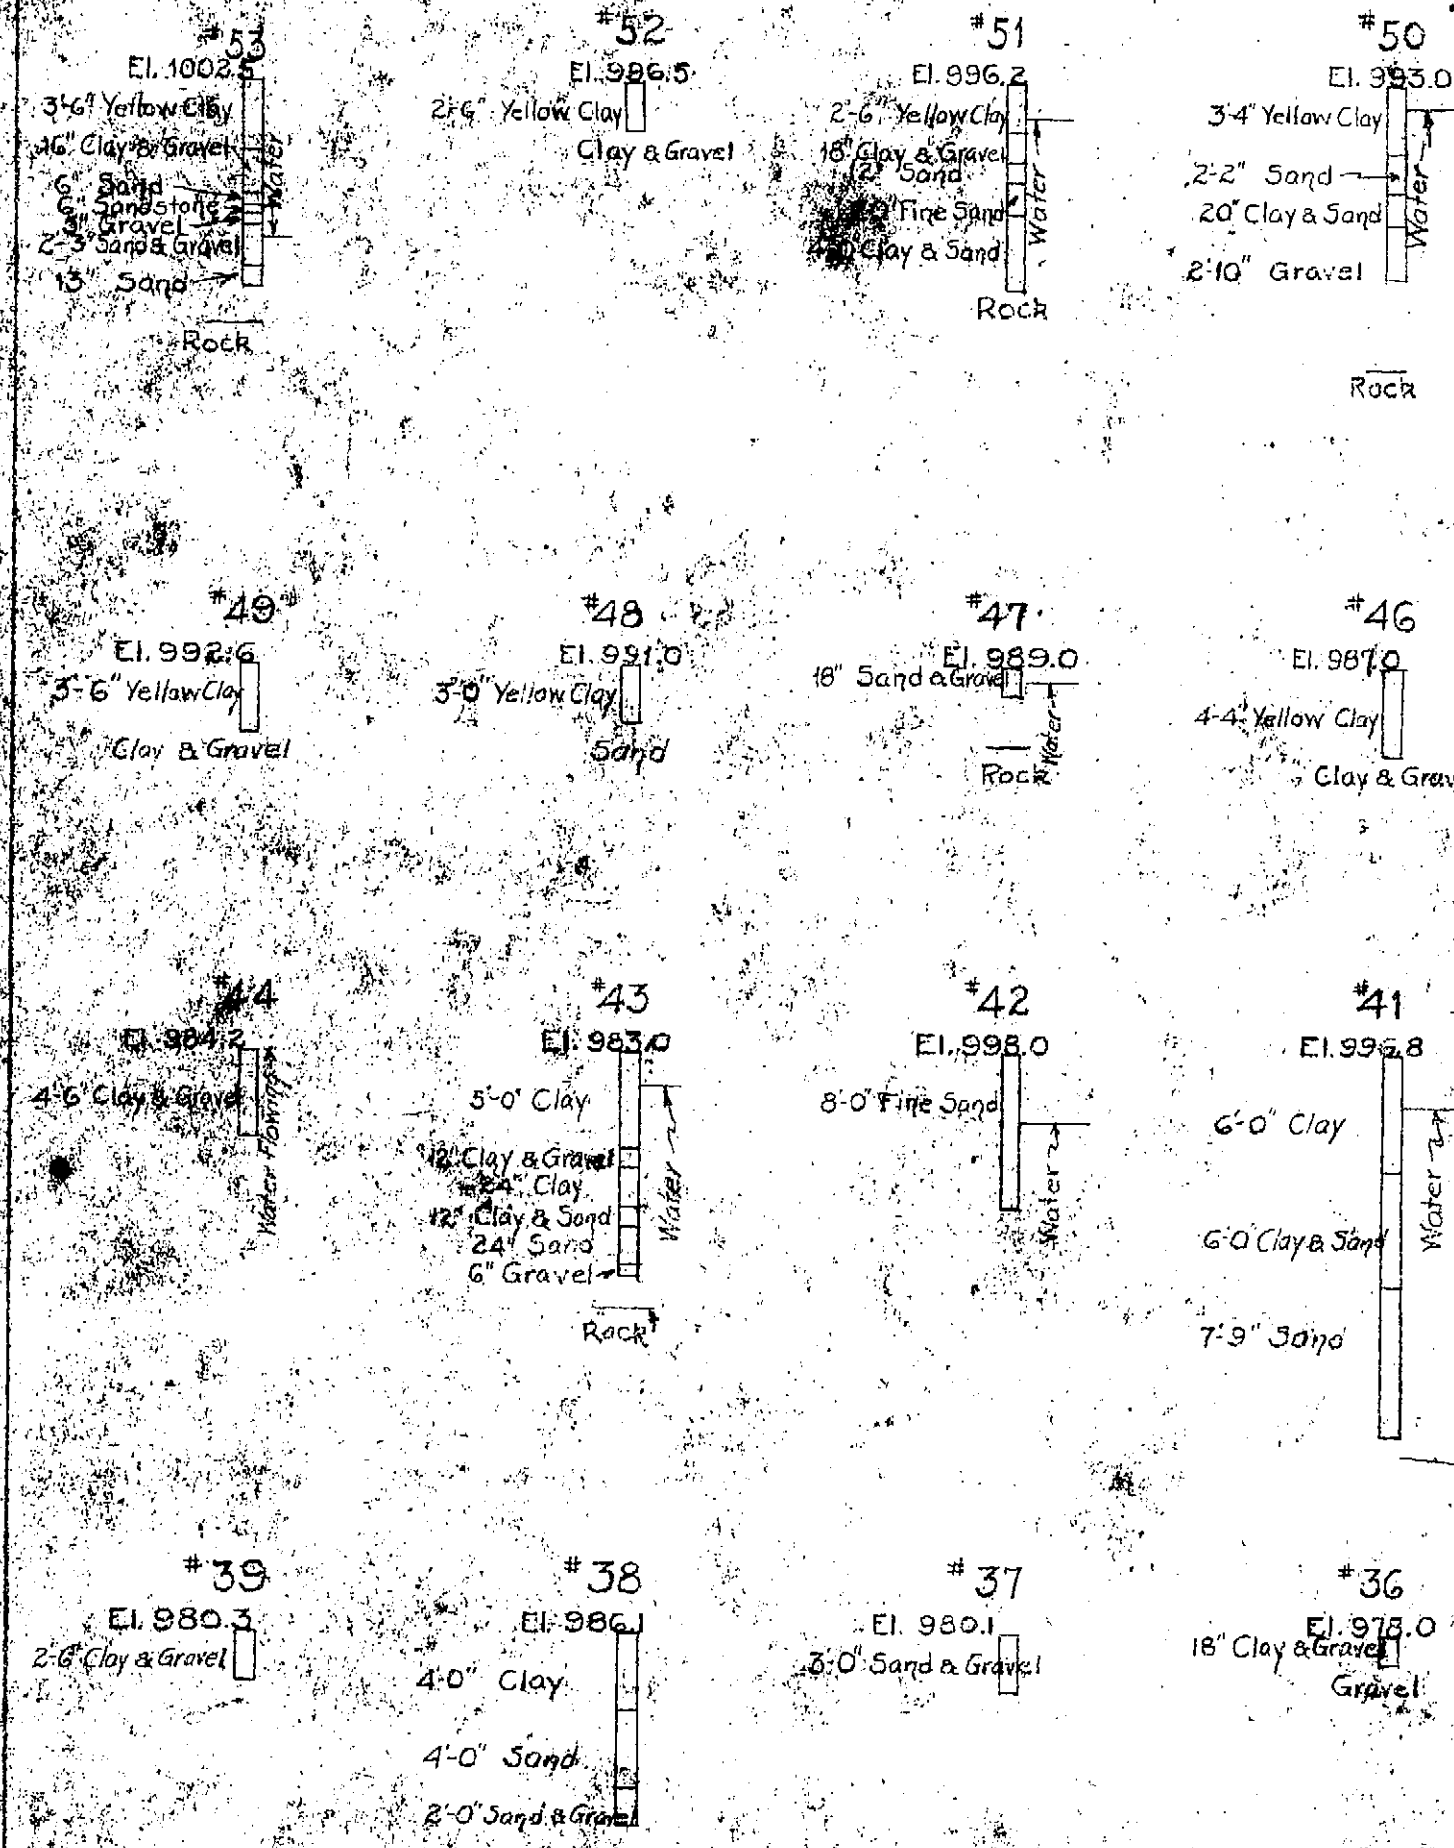 #53
El. 1002.5
3'-6" Yellow Clay
16" Clay & Gravel
6" Sand
6" Sandstone
3" Gravel
2'-3" Sand & Gravel
13" Sand
Water
Rock
#52
El. 996.5
2'-6" Yellow Clay
Clay & Gravel
#51
El. 996.2
2'-6" Yellow Clay
18" Clay & Gravel
12" Sand
Fine Sand
Clay & Sand
Water
Rock
#50
El. 993.0
3'-4" Yellow Clay
2'-2" Sand
20" Clay & Sand
2'-10" Gravel
Water
Rock
#49
El. 992.6
3'-6" Yellow Clay
Clay & Gravel
#48
El. 991.0
3'-0" Yellow Clay
Sand
#47
El. 989.0
18" Sand & Gravel
Water
Rock
#46
El. 987.0
4'-4" Yellow Clay
Clay & Grav
#44
El. 984.2
4'-6" Clay & Gravel
Water Flowing
#43
El. 983.0
5'-0" Clay
12" Clay & Gravel
24" Clay
12" Clay & Sand
24" Sand
6" Gravel
Water
Rock
#42
El. 998.0
8'-0" Fine Sand
Water
#41
El. 996.8
6'-0" Clay
6'-0" Clay & Sand
7'-9" Sand
Water
#39
El. 980.3
2'-6" Clay & Gravel
#38
El. 986.1
4'-0" Clay
4'-0" Sand
2'-0" Sand & Gravel
#37
El. 980.1
3'-0" Sand & Gravel
#36
El. 978.0
18" Clay & Gravel
Gravel